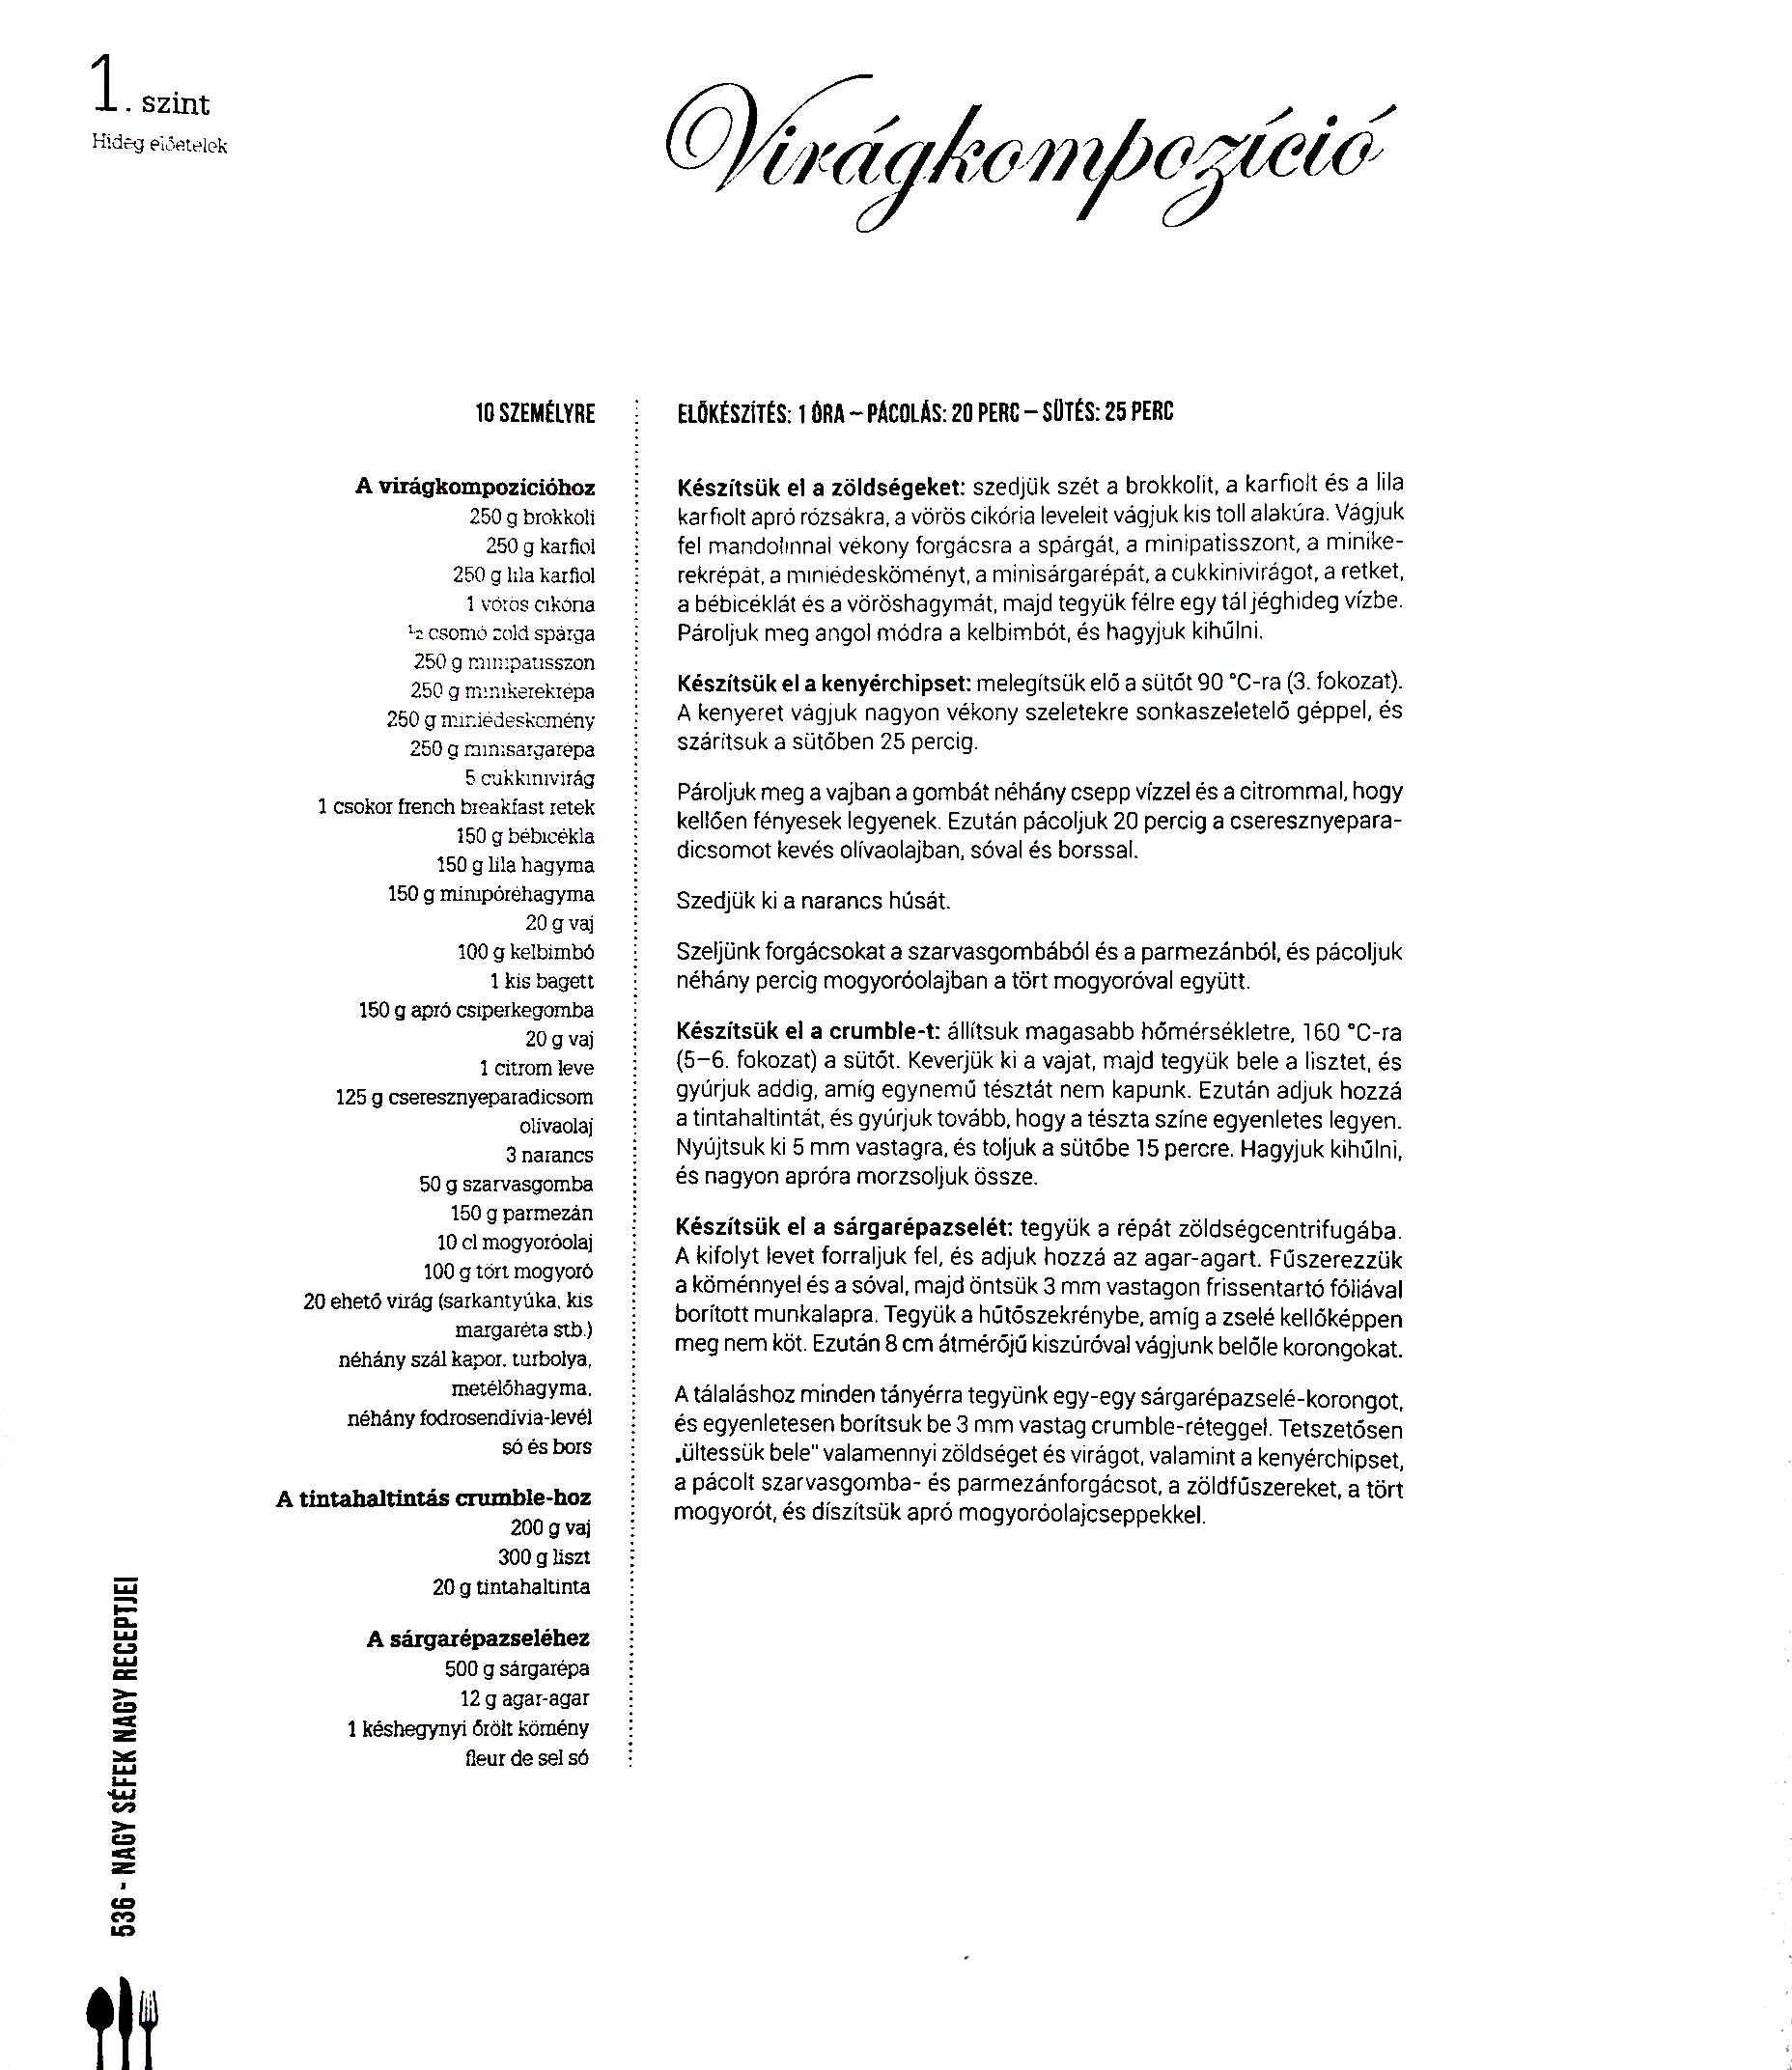 1. szint
Hideg előételek
Virágkompozíció
10 SZEMÉLYRE
A virágkompozícióhoz
250 g brokkoli
250 g karfiol
250 g lila karfiol
1 vörös cikória
½ csomó zöld spárga
250 g minipatisszon
250 g minikerekrépa
250 g miniédeskömény
250 g minisárgarépa
5 cukkinivirág
1 csokor french breakfast retek
150 g bébicékla
150 g lila hagyma
150 g minipóréhagyma
20 g vaj
100 g kelbimbó
1 kis bagett
150 g apró csiperkegomba
20 g vaj
1 citrom leve
125 g cseresznyeparadicsom
olívaolaj
3 narancs
50 g szarvasgomba
150 g parmezán
10 cl mogyoróolaj
100 g tört mogyoró
20 ehető virág (sarkantyúka, kis
margaréta stb.)
néhány szál kapor, turbolya,
metélőhagyma,
néhány fodrosendívia-levél
só és bors
A tintahaltintás crumble-hoz
200 g vaj
300 g liszt
20 g tintahaltinta
A sárgarépazseléhez
500 g sárgarépa
12 g agar-agar
1 késhegynyi őrölt kömény
fleur de sel só
ELŐKÉSZÍTÉS: 1 ÓRA – PÁCOLÁS: 20 PERC – SÜTÉS: 25 PERC
Készítsük el a zöldségeket: szedjük szét a brokkolit, a karfiolt és a lila
karfiolt apró rózsákra, a vörös cikória leveleit vágjuk kis toll alakúra. Vágjuk
fel mandolinnal vékony forgácsra a spárgát, a minipatisszont, a minike-
rekrépát, a miniédesköményt, a minisárgarépát, a cukkinivirágot, a retket,
a bébicéklát és a vöröshagymát, majd tegyük félre egy tál jéghideg vízbe.
Pároljuk meg angol módra a kelbimbót, és hagyjuk kihűlni.
Készítsük el a kenyérchipset: melegítsük elő a sütőt 90 °C-ra (3. fokozat).
A kenyeret vágjuk nagyon vékony szeletekre sonkaszeletelő géppel, és
szárítsuk a sütőben 25 percig.
Pároljuk meg a vajban a gombát néhány csepp vízzel és a citrommal, hogy
kellően fényesek legyenek. Ezután pácoljuk 20 percig a cseresznyepara-
dicsomot kevés olívaolajban, sóval és borssal.
Szedjük ki a narancs húsát.
Szeljünk forgácsokat a szarvasgombából és a parmezánból, és pácoljuk
néhány percig mogyoróolajban a tört mogyoróval együtt.
Készítsük el a crumble-t: állítsuk magasabb hőmérsékletre, 160 °C-ra
(5–6. fokozat) a sütőt. Keverjük ki a vajat, majd tegyük bele a lisztet, és
gyúrjuk addig, amíg egynemű tésztát nem kapunk. Ezután adjuk hozzá
a tintahaltintát, és gyúrjuk tovább, hogy a tészta színe egyenletes legyen.
Nyújtsuk ki 5 mm vastagra, és toljuk a sütőbe 15 percre. Hagyjuk kihűlni,
és nagyon apróra morzsoljuk össze.
Készítsük el a sárgarépazselét: tegyük a répát zöldségcentrifugába.
A kifolyt levet forraljuk fel, és adjuk hozzá az agar-agart. Fűszerezzük
a köménnyel és a sóval, majd öntsük 3 mm vastagon frissentartó fóliával
borított munkalapra. Tegyük a hűtőszekrénybe, amíg a zselé kellőképpen
meg nem köt. Ezután 8 cm átmérőjű kiszúróval vágjunk belőle korongokat.
A tálaláshoz minden tányérra tegyünk egy-egy sárgarépazselé-korongot,
és egyenletesen borítsuk be 3 mm vastag crumble-réteggel. Tetszetősen
„ültessük bele" valamennyi zöldséget és virágot, valamint a kenyérchipset,
a pácolt szarvasgomba- és parmezánforgácsot, a zöldfűszereket, a tört
mogyorót, és díszítsük apró mogyoróolajcseppekkel.
536 - NAGY SÉFEK NAGY RECEPTJEI